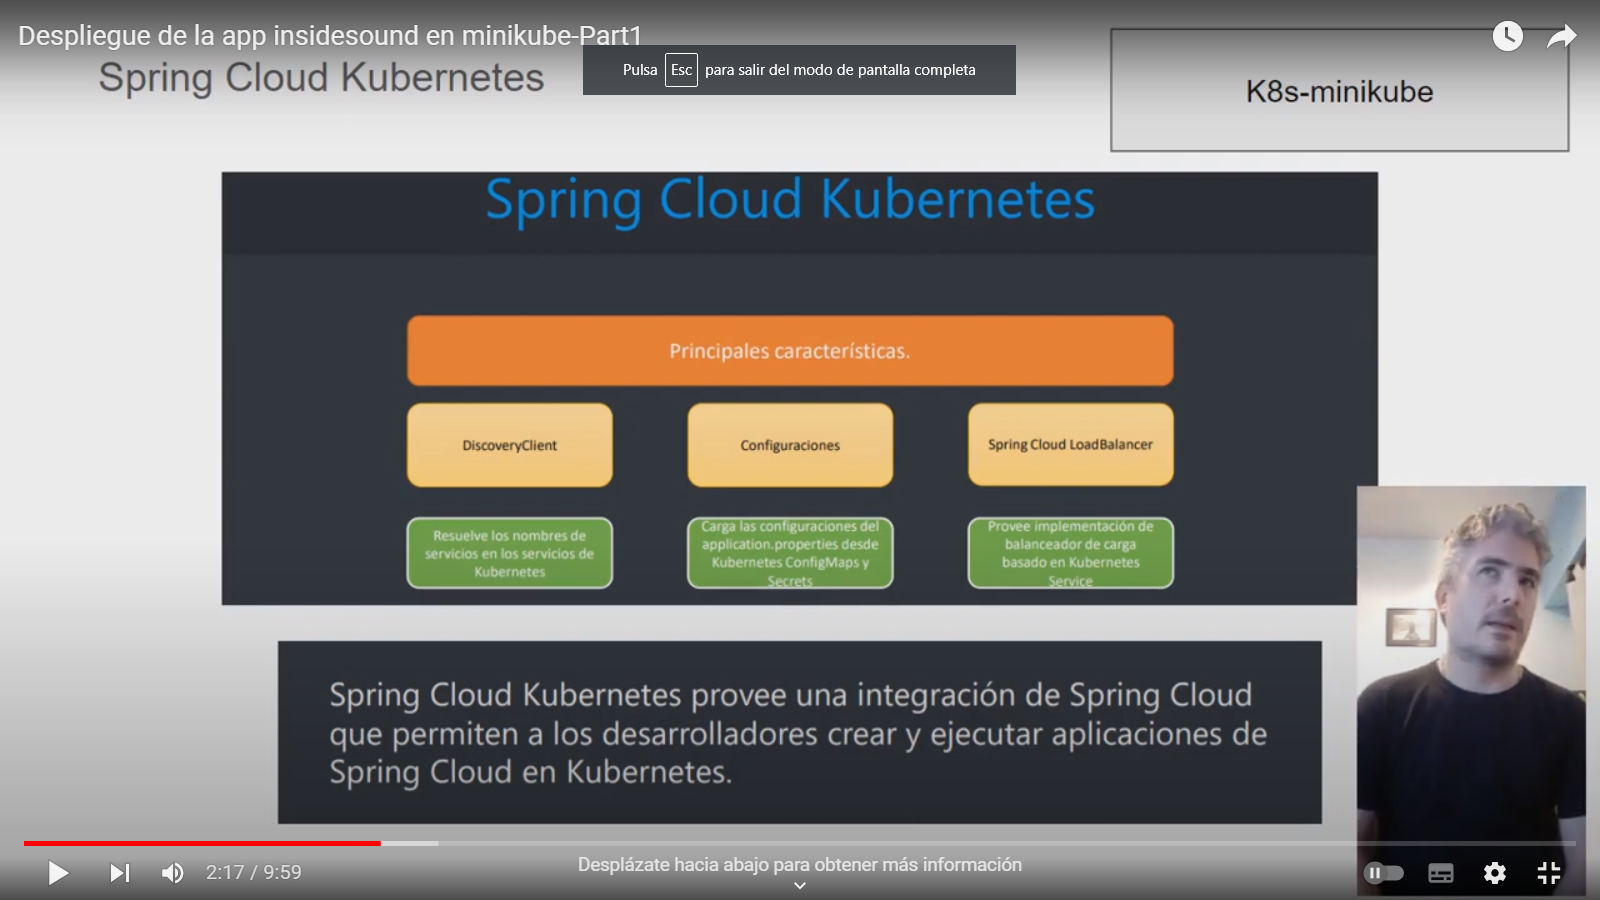 Despliegue de la app insidesound en minikube-Part1
Spring Cloud Kubernetes
Pulsa Esc para salir del modo de pantalla completa
K8s-minikube
Spring Cloud Kubernetes
Principales características.
DiscoveryClient
Configuraciones
Spring Cloud LoadBalancer
Resuelve los nombres de
servicios en los servicios de
Kubernetes
Carga las configuraciones del
application.properties desde
Kubernetes ConfigMaps y
Secrets
Provee implementación de
balanceador de carga
basado en Kubernetes
Service
Spring Cloud Kubernetes provee una integración de Spring Cloud
que permiten a los desarrolladores crear y ejecutar aplicaciones de
Spring Cloud en Kubernetes.
2:17 / 9:59
Desplázate hacia abajo para obtener más información